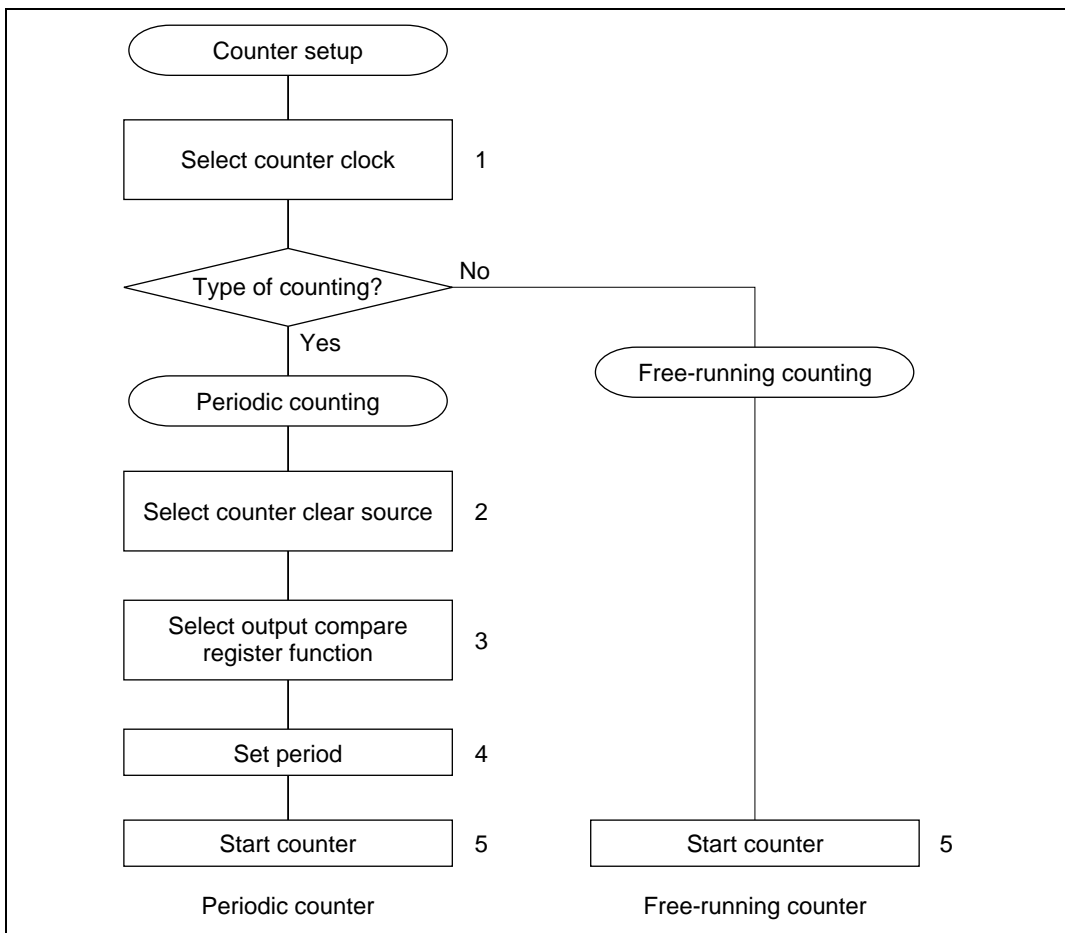 Counter setup
Select counter clock
1
Type of counting?
No
Yes
Periodic counting
Free-running counting
Select counter clear source
2
Select output compare
register function
3
Set period
4
Start counter
5
Start counter
5
Periodic counter
Free-running counter